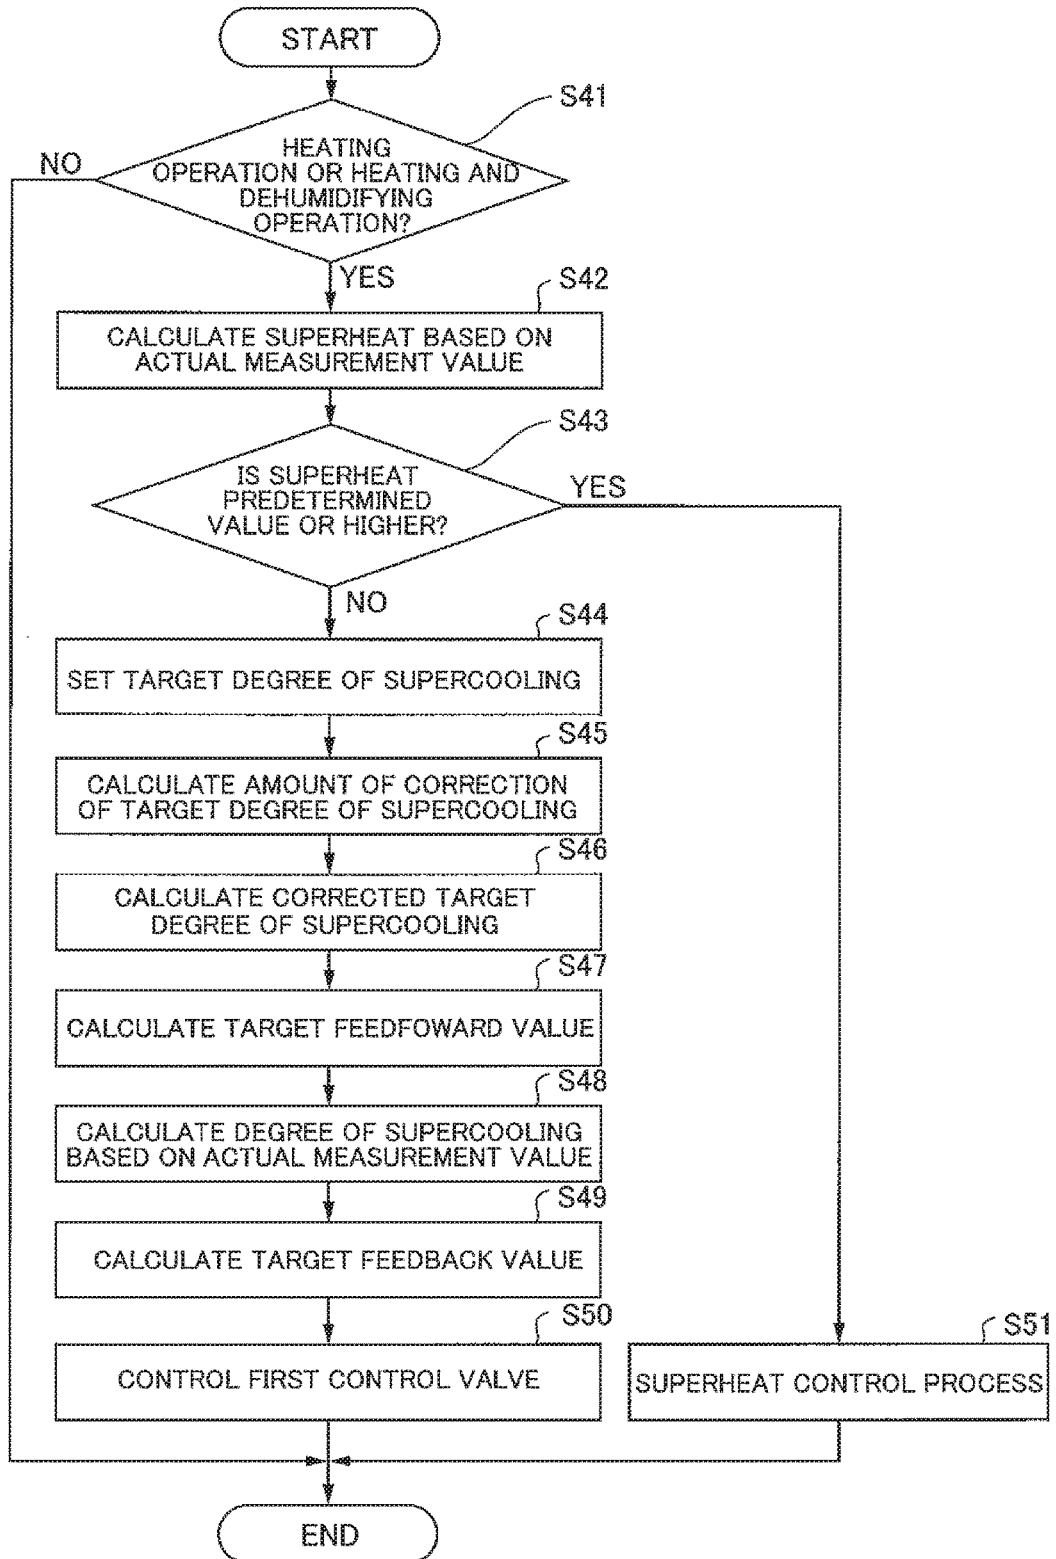 START
S41
HEATING
OPERATION OR HEATING AND
DEHUMIDIFYING
OPERATION?
NO
YES
S42
CALCULATE SUPERHEAT BASED ON
ACTUAL MEASUREMENT VALUE
S43
IS SUPERHEAT
PREDETERMINED
VALUE OR HIGHER?
YES
NO
S44
SET TARGET DEGREE OF SUPERCOOLING
S45
CALCULATE AMOUNT OF CORRECTION
OF TARGET DEGREE OF SUPERCOOLING
S46
CALCULATE CORRECTED TARGET
DEGREE OF SUPERCOOLING
S47
CALCULATE TARGET FEEDFOWARD VALUE
S48
CALCULATE DEGREE OF SUPERCOOLING
BASED ON ACTUAL MEASUREMENT VALUE
S49
CALCULATE TARGET FEEDBACK VALUE
S50
CONTROL FIRST CONTROL VALVE
S51
SUPERHEAT CONTROL PROCESS
END